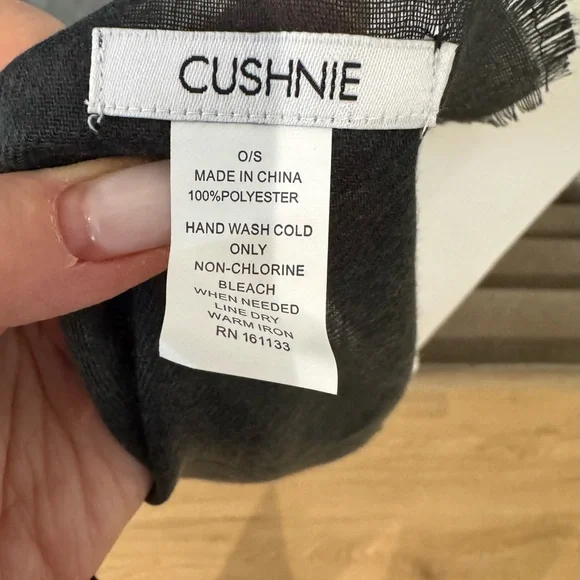 CUSHNIE
O/S
MADE IN CHINA
100%POLYESTER
HAND WASH COLD
ONLY
NON-CHLORINE
BLEACH
WHEN NEEDED
LINE DRY
WARM IRON
RN 161133